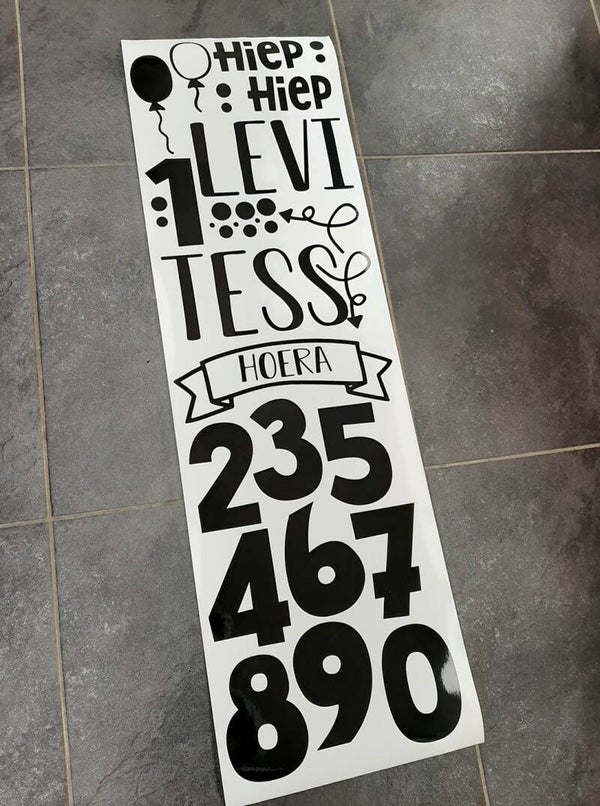 Hiep
Hiep
LEVI
1
TESS
HOERA
235
467
890